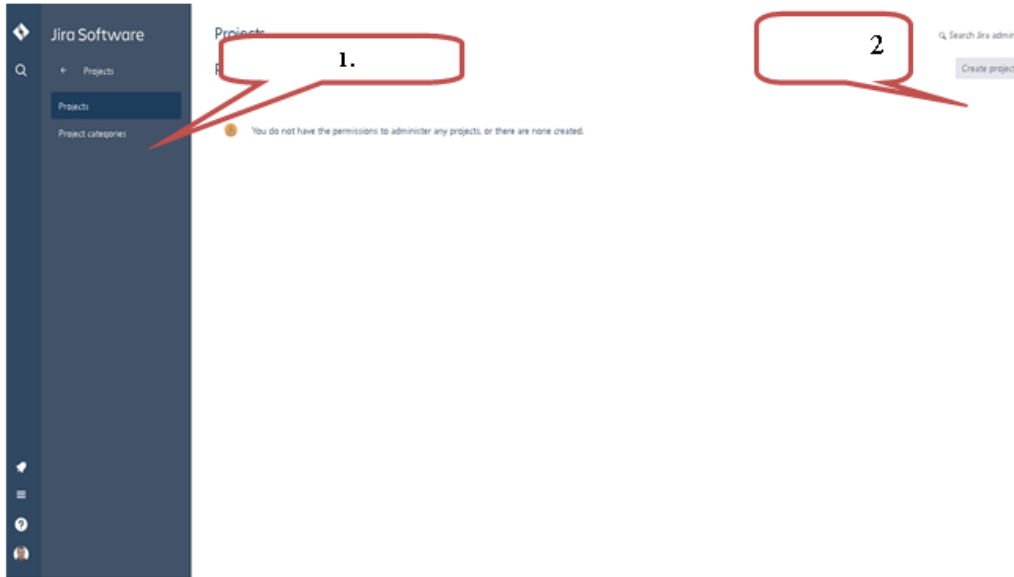 Jira Software
Projects
Projects
Project categories
Projects
1.
2
Search Jira admin
Create project
You do not have the permissions to administer any projects, or there are none created.